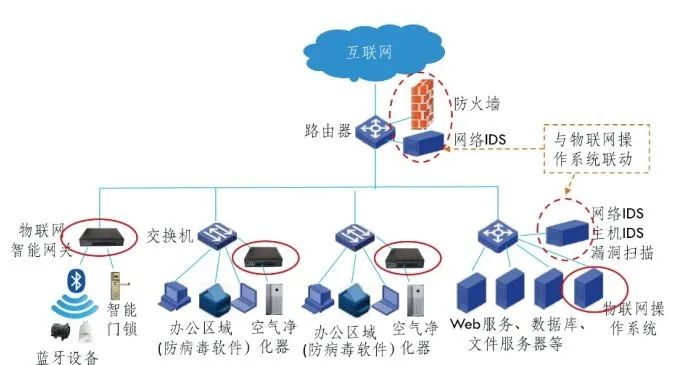 互联网
防火墙
路由器
网络IDS
与物联网操
作系统联动
物联网
智能网关
交换机
网络IDS
主机IDS
漏洞扫描
智能
门锁
蓝牙设备
办公区域
(防病毒软件)
空气净
化器
办公区域
(防病毒软件)
空气净
化器
Web服务、数据库、
文件服务器等
物联网操
作系统